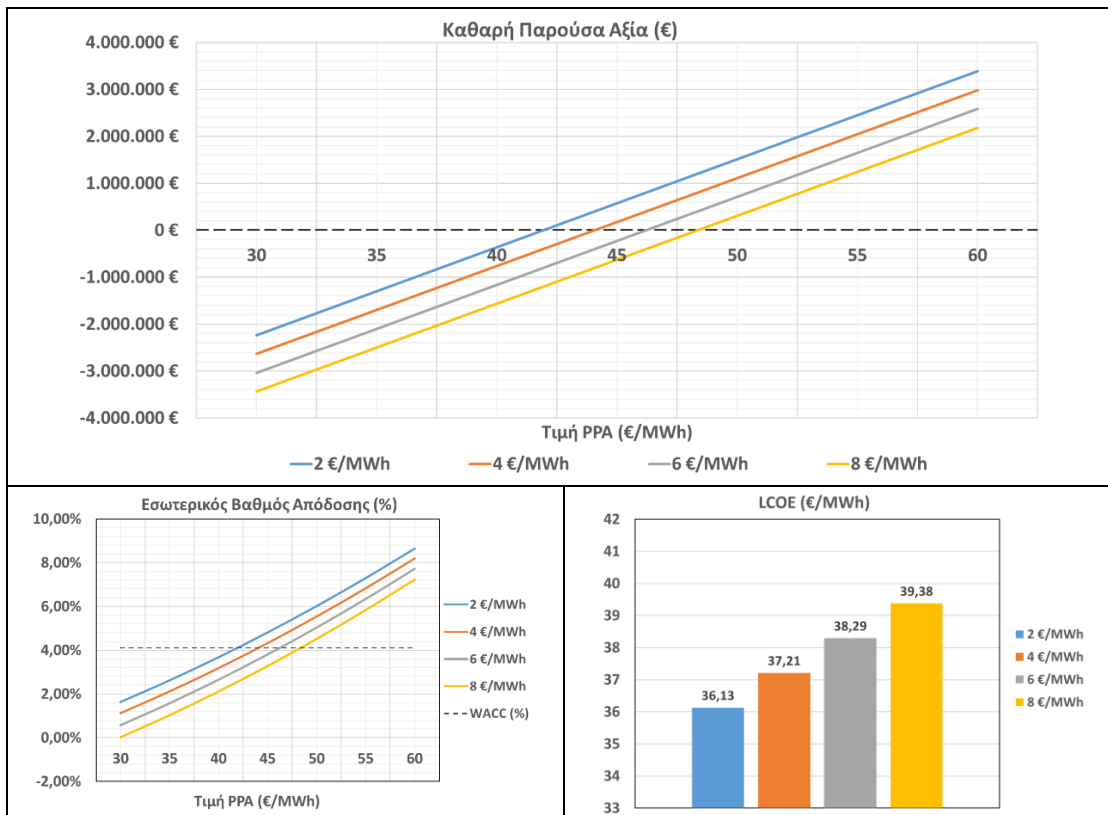 Καθαρή Παρούσα Αξία (€)
4.000.000 €
3.000.000 €
2.000.000 €
1.000.000 €
0 €
-1.000.000 €
-2.000.000 €
-3.000.000 €
-4.000.000 €
30 35 40 45 50 55 60
Τιμή PPA (€/MWh)
2 €/MWh 4 €/MWh 6 €/MWh 8 €/MWh
Εσωτερικός Βαθμός Απόδοσης (%)
10,00%
8,00%
6,00%
4,00%
2,00%
0,00%
-2,00%
30 35 40 45 50 55 60
Τιμή PPA (€/MWh)
2 €/MWh
4 €/MWh
6 €/MWh
8 €/MWh
WACC (%)
LCOE (€/MWh)
42
41
40
39
38
37
36
35
34
33
36,13
37,21
38,29
39,38
2 €/MWh
4 €/MWh
6 €/MWh
8 €/MWh